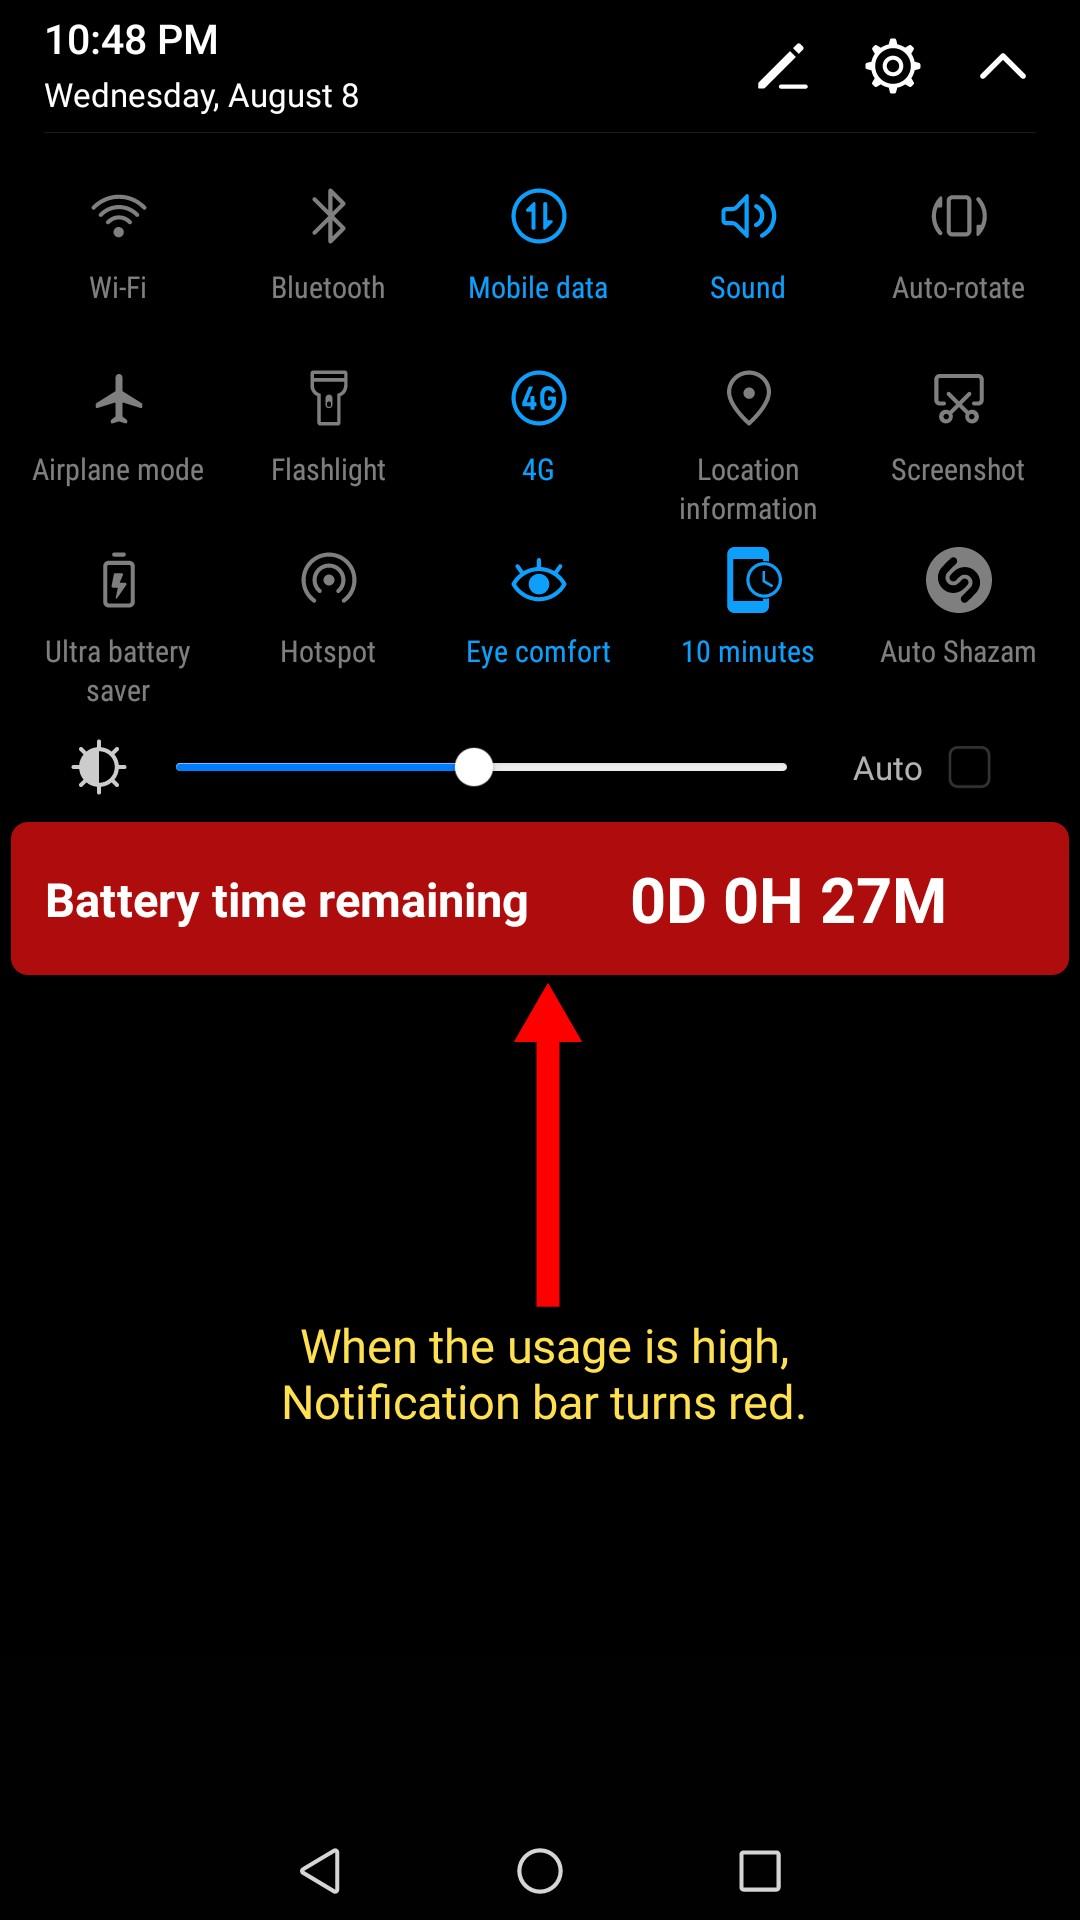 10:48 PM
Wednesday, August 8
Wi-Fi
Bluetooth
Mobile data
Sound
Auto-rotate
Airplane mode
Flashlight
4G
4G
Location
information
Screenshot
Ultra battery
saver
Hotspot
Eye comfort
10 minutes
Auto Shazam
Auto
Battery time remaining 0D 0H 27M
When the usage is high,
Notification bar turns red.